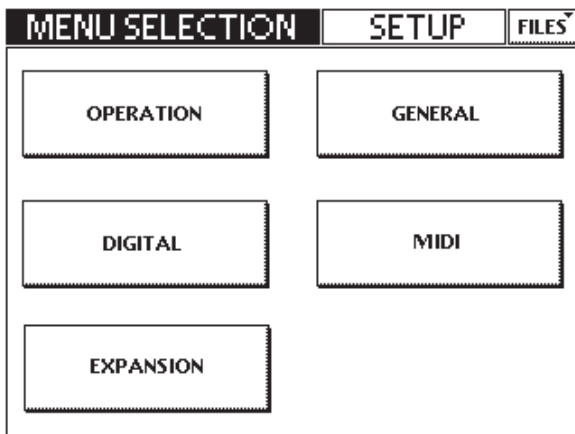 MENU SELECTION SETUP FILES
OPERATION GENERAL
DIGITAL MIDI
EXPANSION